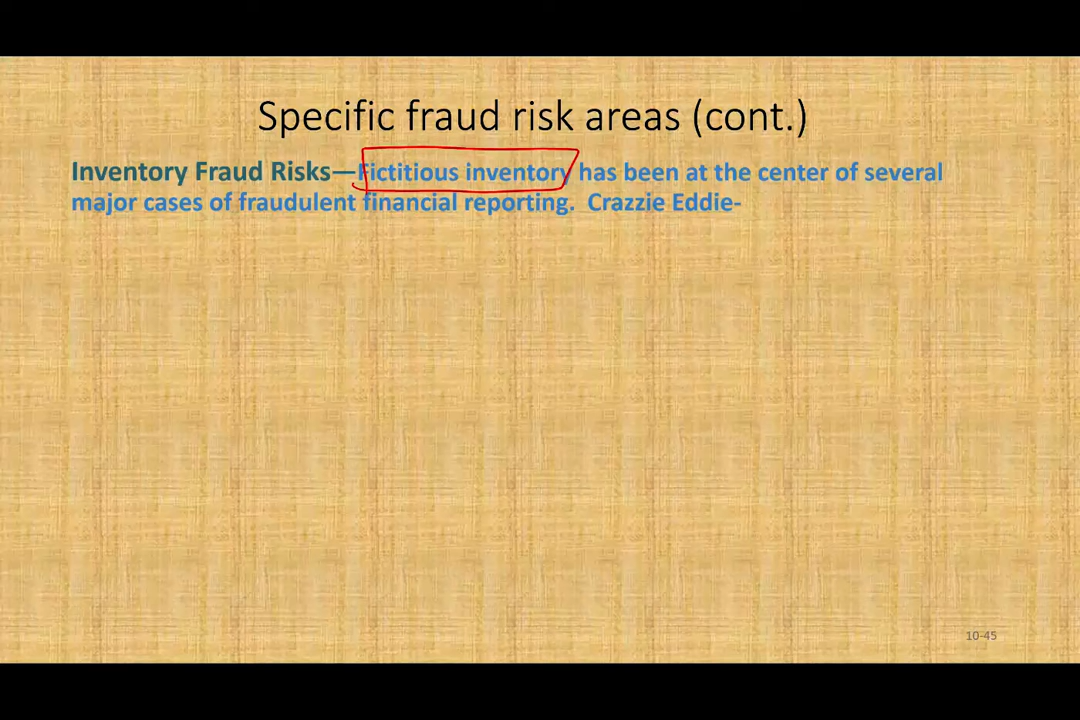 Specific fraud risk areas (cont.)
Inventory Fraud Risks—Fictitious inventory has been at the center of several
major cases of fraudulent financial reporting.  Crazzie Eddie-
10-45